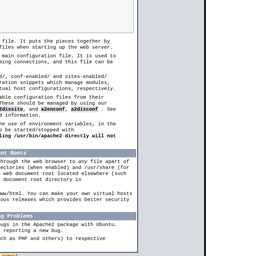 file. It puts the pieces together by
files when starting up the web server.
main configuration file. It is used to
ning connections, and this file can be
d/, conf-enabled/ and sites-enabled/
ration snippets which manage modules,
tual host configurations, respectively.
able configuration files from their
These should be managed by using our
2dissite, and a2enconf, a2disconf . See
d information.
he use of environment variables, in the
o be started/stopped with
ling /usr/bin/apache2 directly will not
ent Roots
hrough the web browser to any file apart of
ectories (when enabled) and /usr/share (for
web document root located elsewhere (such
document root directory in
ww/html. You can make your own virtual hosts
ous releases which provides better security
ng Problems
ugs in the Apache2 package with Ubuntu.
reporting a new bug.
ch as PHP and others) to respective